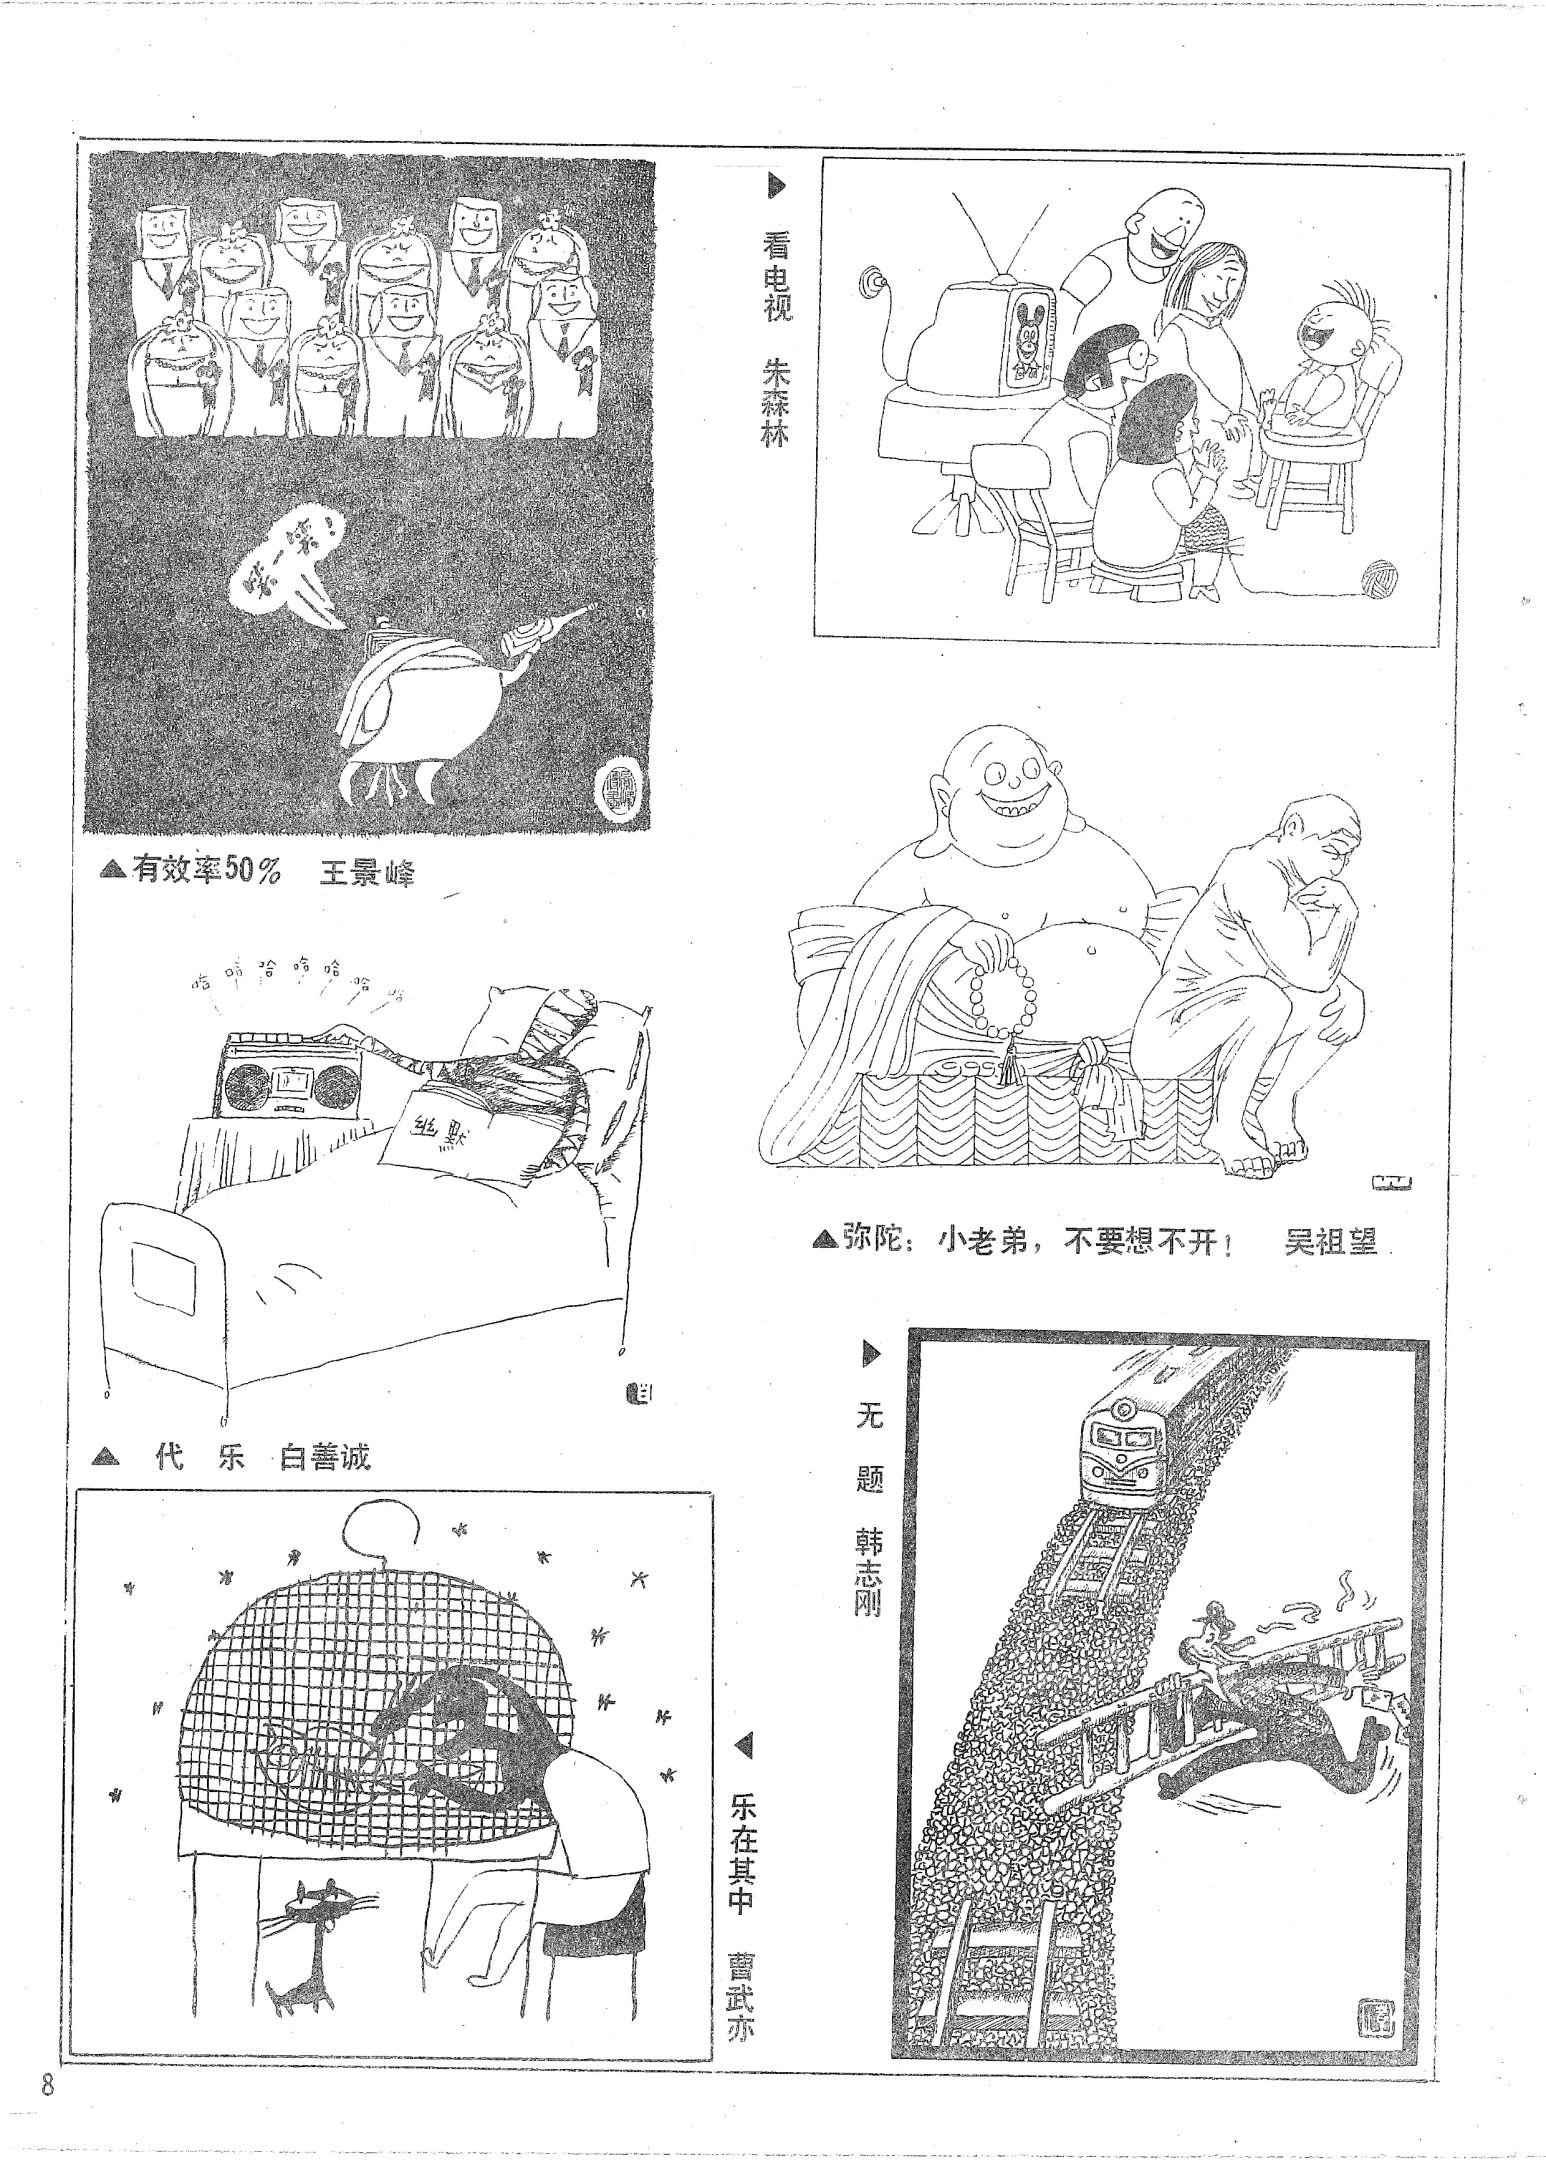 笑一笑!
▲有效率50% 王景峰
▶ 看电视 朱森林
哈 哈 哈 哈 哈 哈 哈
幽默
▲ 代乐 白善诚
▲弥陀：小老弟，不要想不开! 吴祖望
▶ 无题 韩志刚
◀ 乐在其中 曹武亦
8